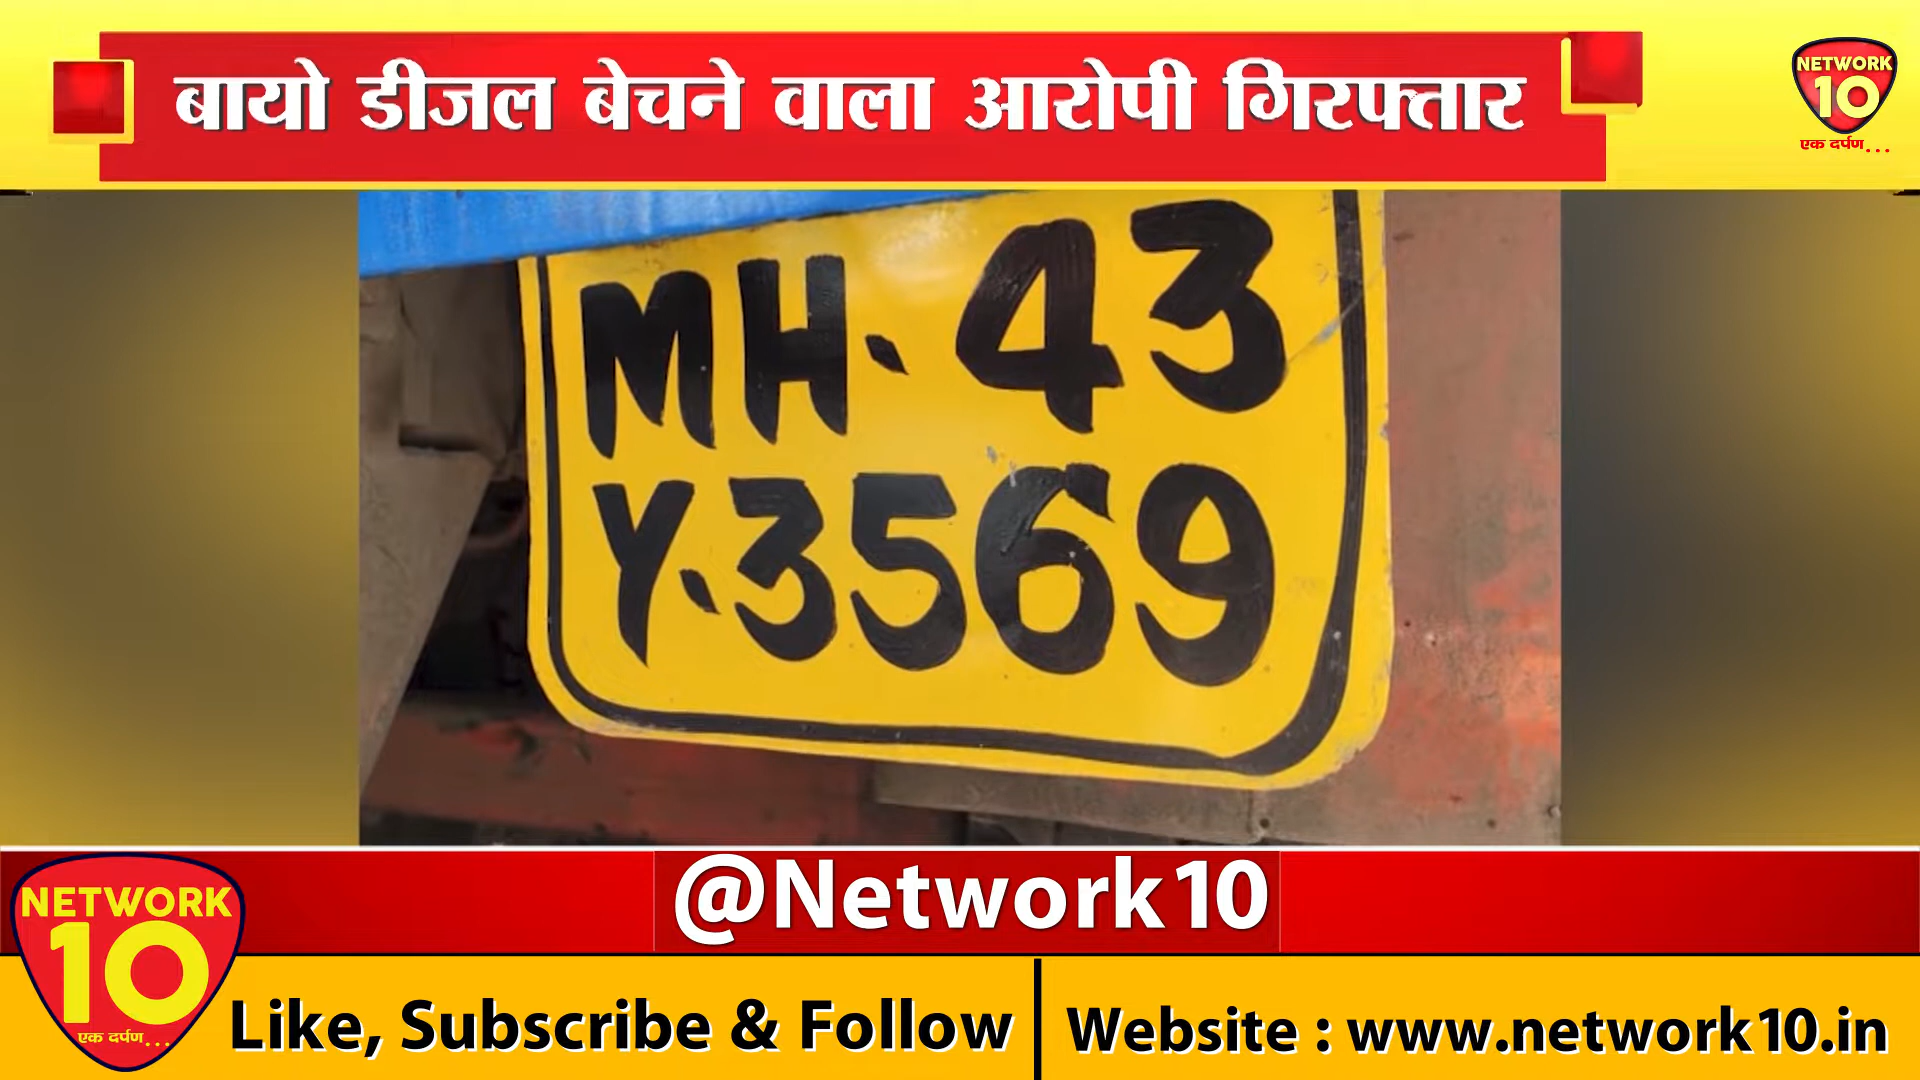 बायो डीजल बेचने वाला आरोपी गिरफ्तार
NETWORK
10
एक दर्पण...
MH. 43
Y.3569
@Network10
NETWORK
10
एक दर्पण...
Like, Subscribe & Follow
Website : www.network10.in